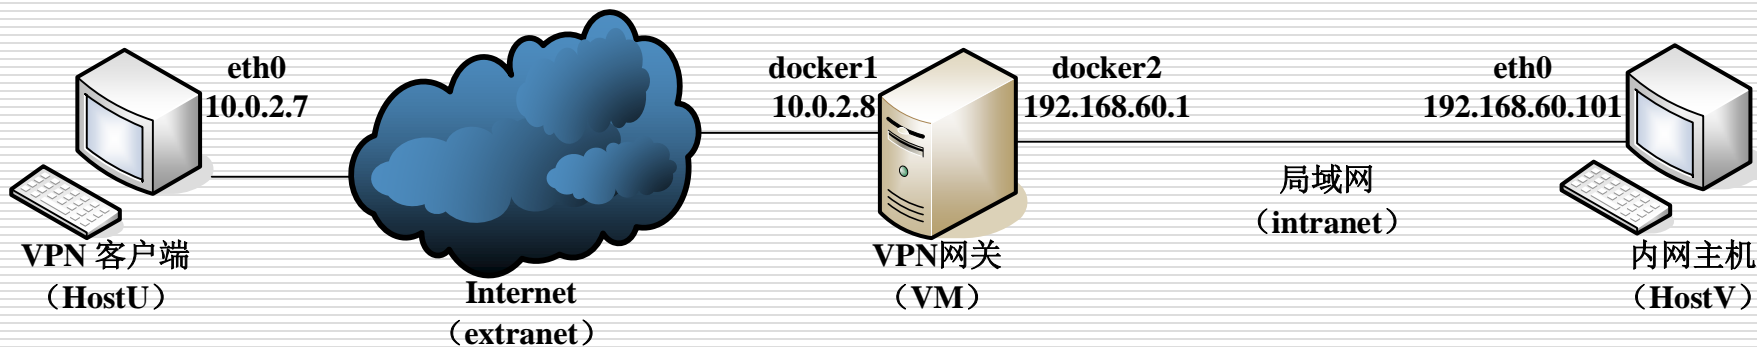 eth0
10.0.2.7
VPN 客户端
（HostU）
Internet
（extranet）
docker1
10.0.2.8
docker2
192.168.60.1
VPN网关
（VM）
局域网
（intranet）
eth0
192.168.60.101
内网主机
（HostV）